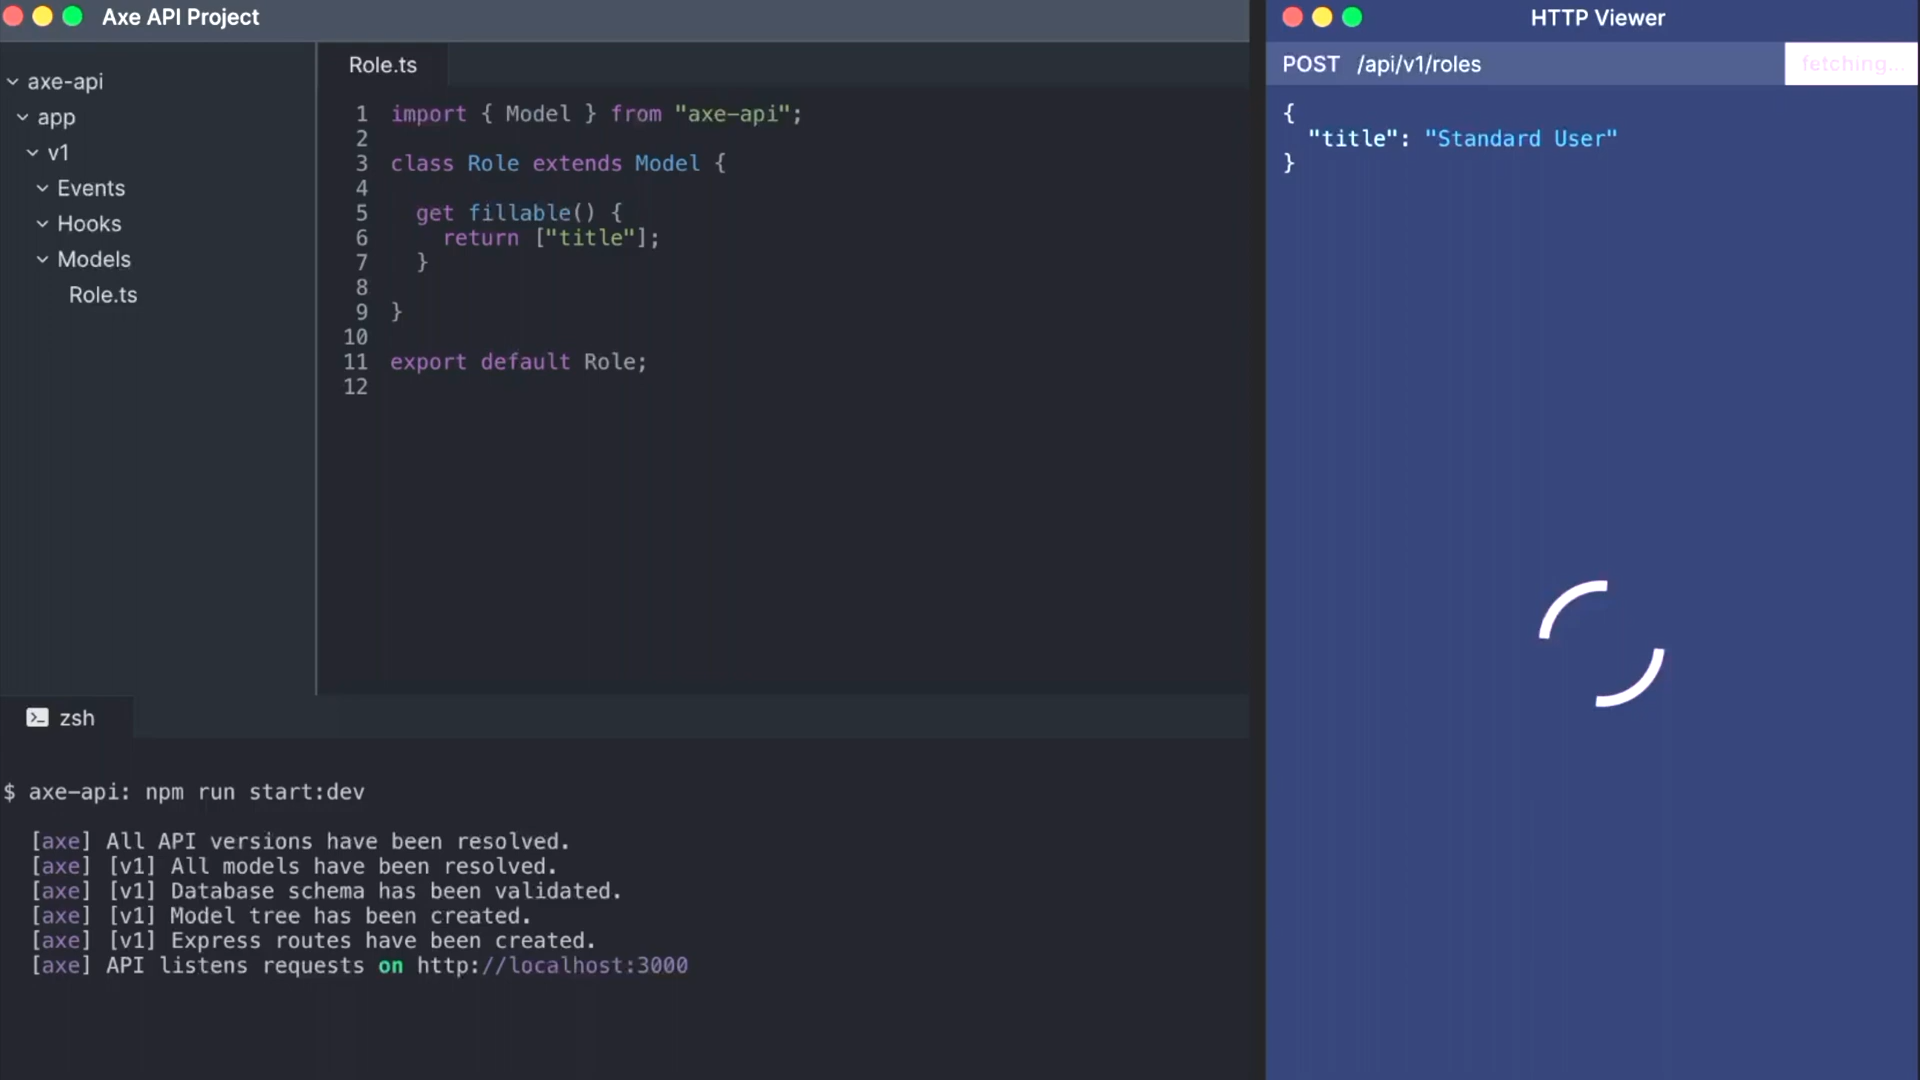 Axe API Project
axe-api
app
v1
Events
Hooks
Models
Role.ts
Role.ts
1 import { Model } from "axe-api";
2
3 class Role extends Model {
4
5   get fillable() {
6     return ["title"];
7   }
8
9 }
10
11 export default Role;
12
zsh
$ axe-api: npm run start:dev
[axe] All API versions have been resolved.
[axe] [v1] All models have been resolved.
[axe] [v1] Database schema has been validated.
[axe] [v1] Model tree has been created.
[axe] [v1] Express routes have been created.
[axe] API listens requests on http://localhost:3000
HTTP Viewer
POST /api/v1/roles
fetching...
{
  "title": "Standard User"
}